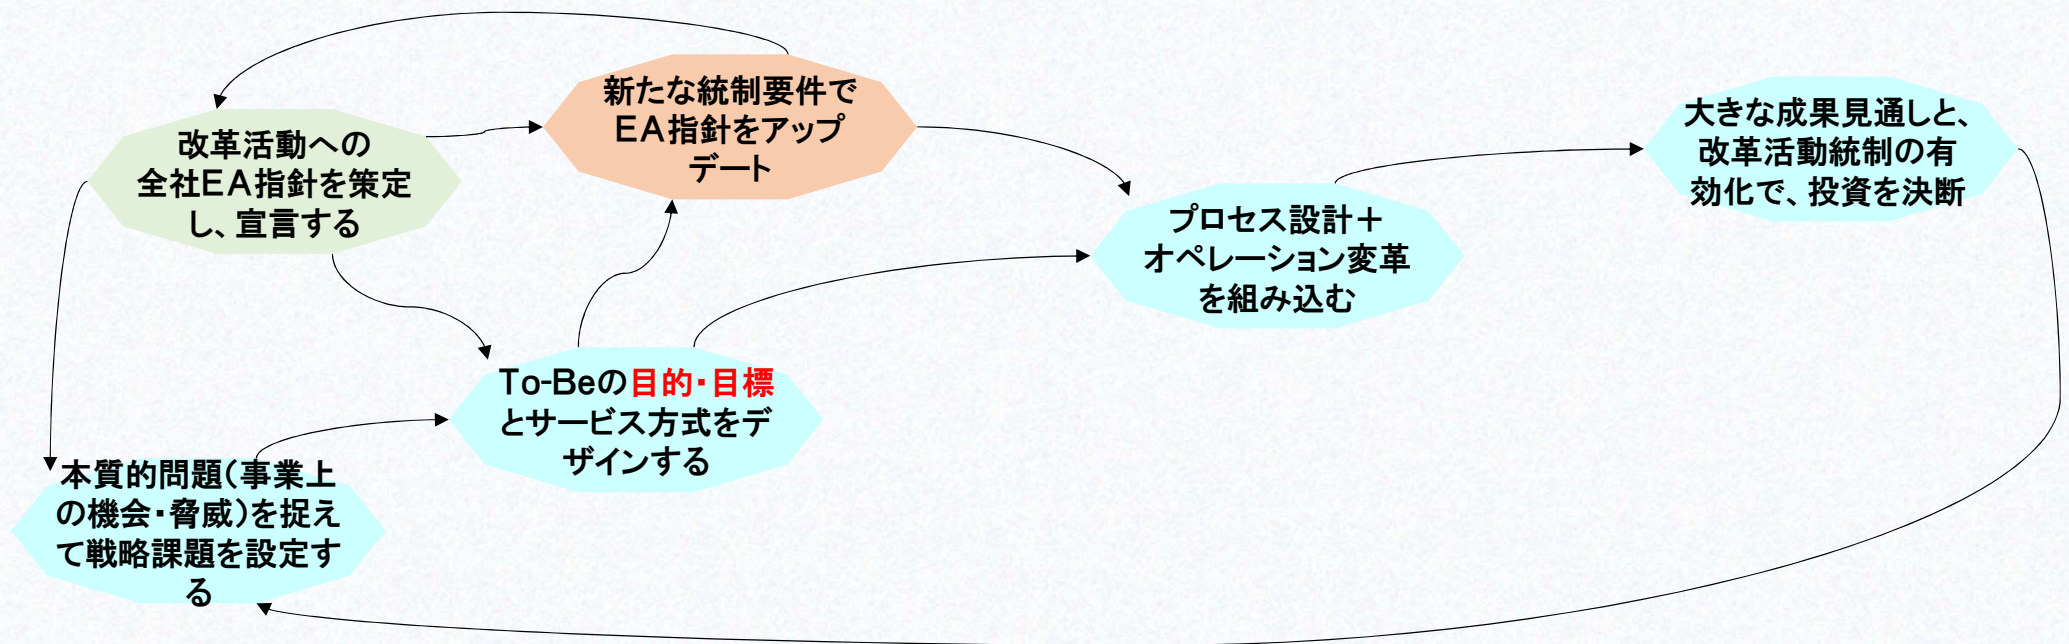 新たな統制要件で
ＥＡ指針をアップ
デート
大きな成果見通しと、
改革活動統制の有
効化で、投資を決断
改革活動への
全社ＥＡ指針を策定
し、宣言する
プロセス設計＋
オペレーション変革
を組み込む
To-Beの目的・目標
とサービス方式をデ
ザインする
本質的問題（事業上
の機会・脅威）を捉え
て戦略課題を設定す
る